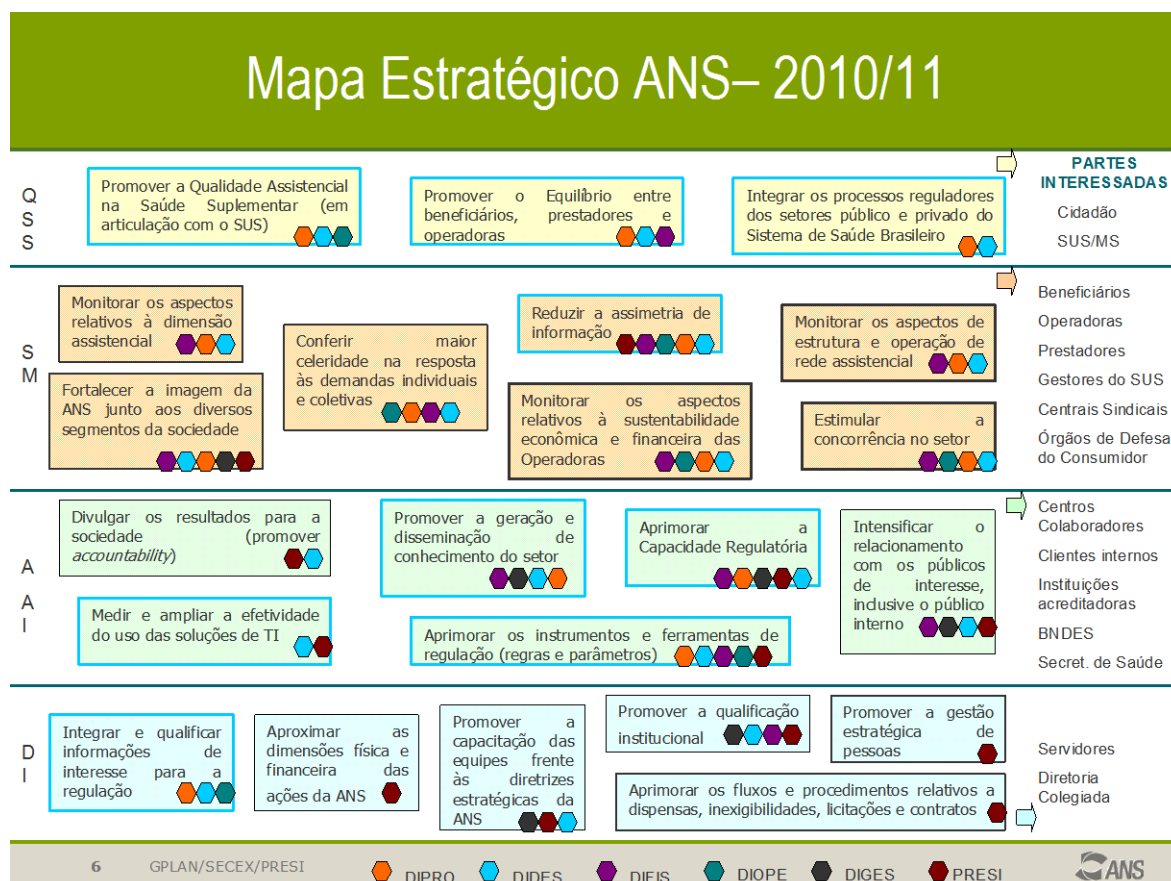 Mapa Estratégico ANS– 2010/11
Q
S
S
Promover a Qualidade Assistencial
na Saúde Suplementar (em
articulação com o SUS)
Promover o Equilíbrio entre
beneficiários, prestadores e
operadoras
Integrar os processos reguladores
dos setores público e privado do
Sistema de Saúde Brasileiro
PARTES
INTERESSADAS
Cidadão
SUS/MS
S
M
Monitorar os aspectos
relativos à dimensão
assistencial
Fortalecer a imagem da
ANS junto aos diversos
segmentos da sociedade
Conferir maior
celeridade na resposta
às demandas individuais
e coletivas
Reduzir a assimetria de
informação
Monitorar os aspectos
relativos à sustentabilidade
econômica e financeira das
Operadoras
Monitorar os aspectos de
estrutura e operação de
rede assistencial
Estimular a
concorrência no setor
Beneficiários
Operadoras
Prestadores
Gestores do SUS
Centrais Sindicais
Órgãos de Defesa
do Consumidor
A
A
I
Divulgar os resultados para a
sociedade (promover
accountability)
Medir e ampliar a efetividade
do uso das soluções de TI
Promover a geração e
disseminação de
conhecimento do setor
Aprimorar a
Capacidade Regulatória
Aprimorar os instrumentos e ferramentas de
regulação (regras e parâmetros)
Intensificar o
relacionamento
com os públicos
de interesse,
inclusive o público
interno
Centros
Colaboradores
Clientes internos
Instituições
acreditadoras
BNDES
Secret. de Saúde
D
I
Integrar e qualificar
informações de
interesse para a
regulação
Aproximar as
dimensões física e
financeira das
ações da ANS
Promover a
capacitação das
equipes frente
às diretrizes
estratégicas da
ANS
Promover a qualificação
institucional
Promover a gestão
estratégica de
pessoas
Aprimorar os fluxos e procedimentos relativos a
dispensas, inexigibilidades, licitações e contratos
Servidores
Diretoria
Colegiada
6 GPLAN/SECEX/PRESI
DIPRO DIDES DIFIS DIOPE DIGES PRESI
ANS